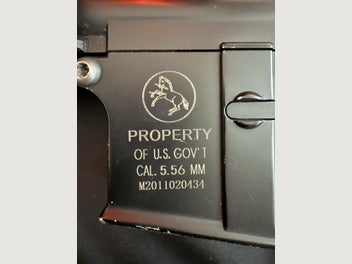 PROPERTY
OF U.S. GOV'T
CAL. 5.56 MM
M2011020434